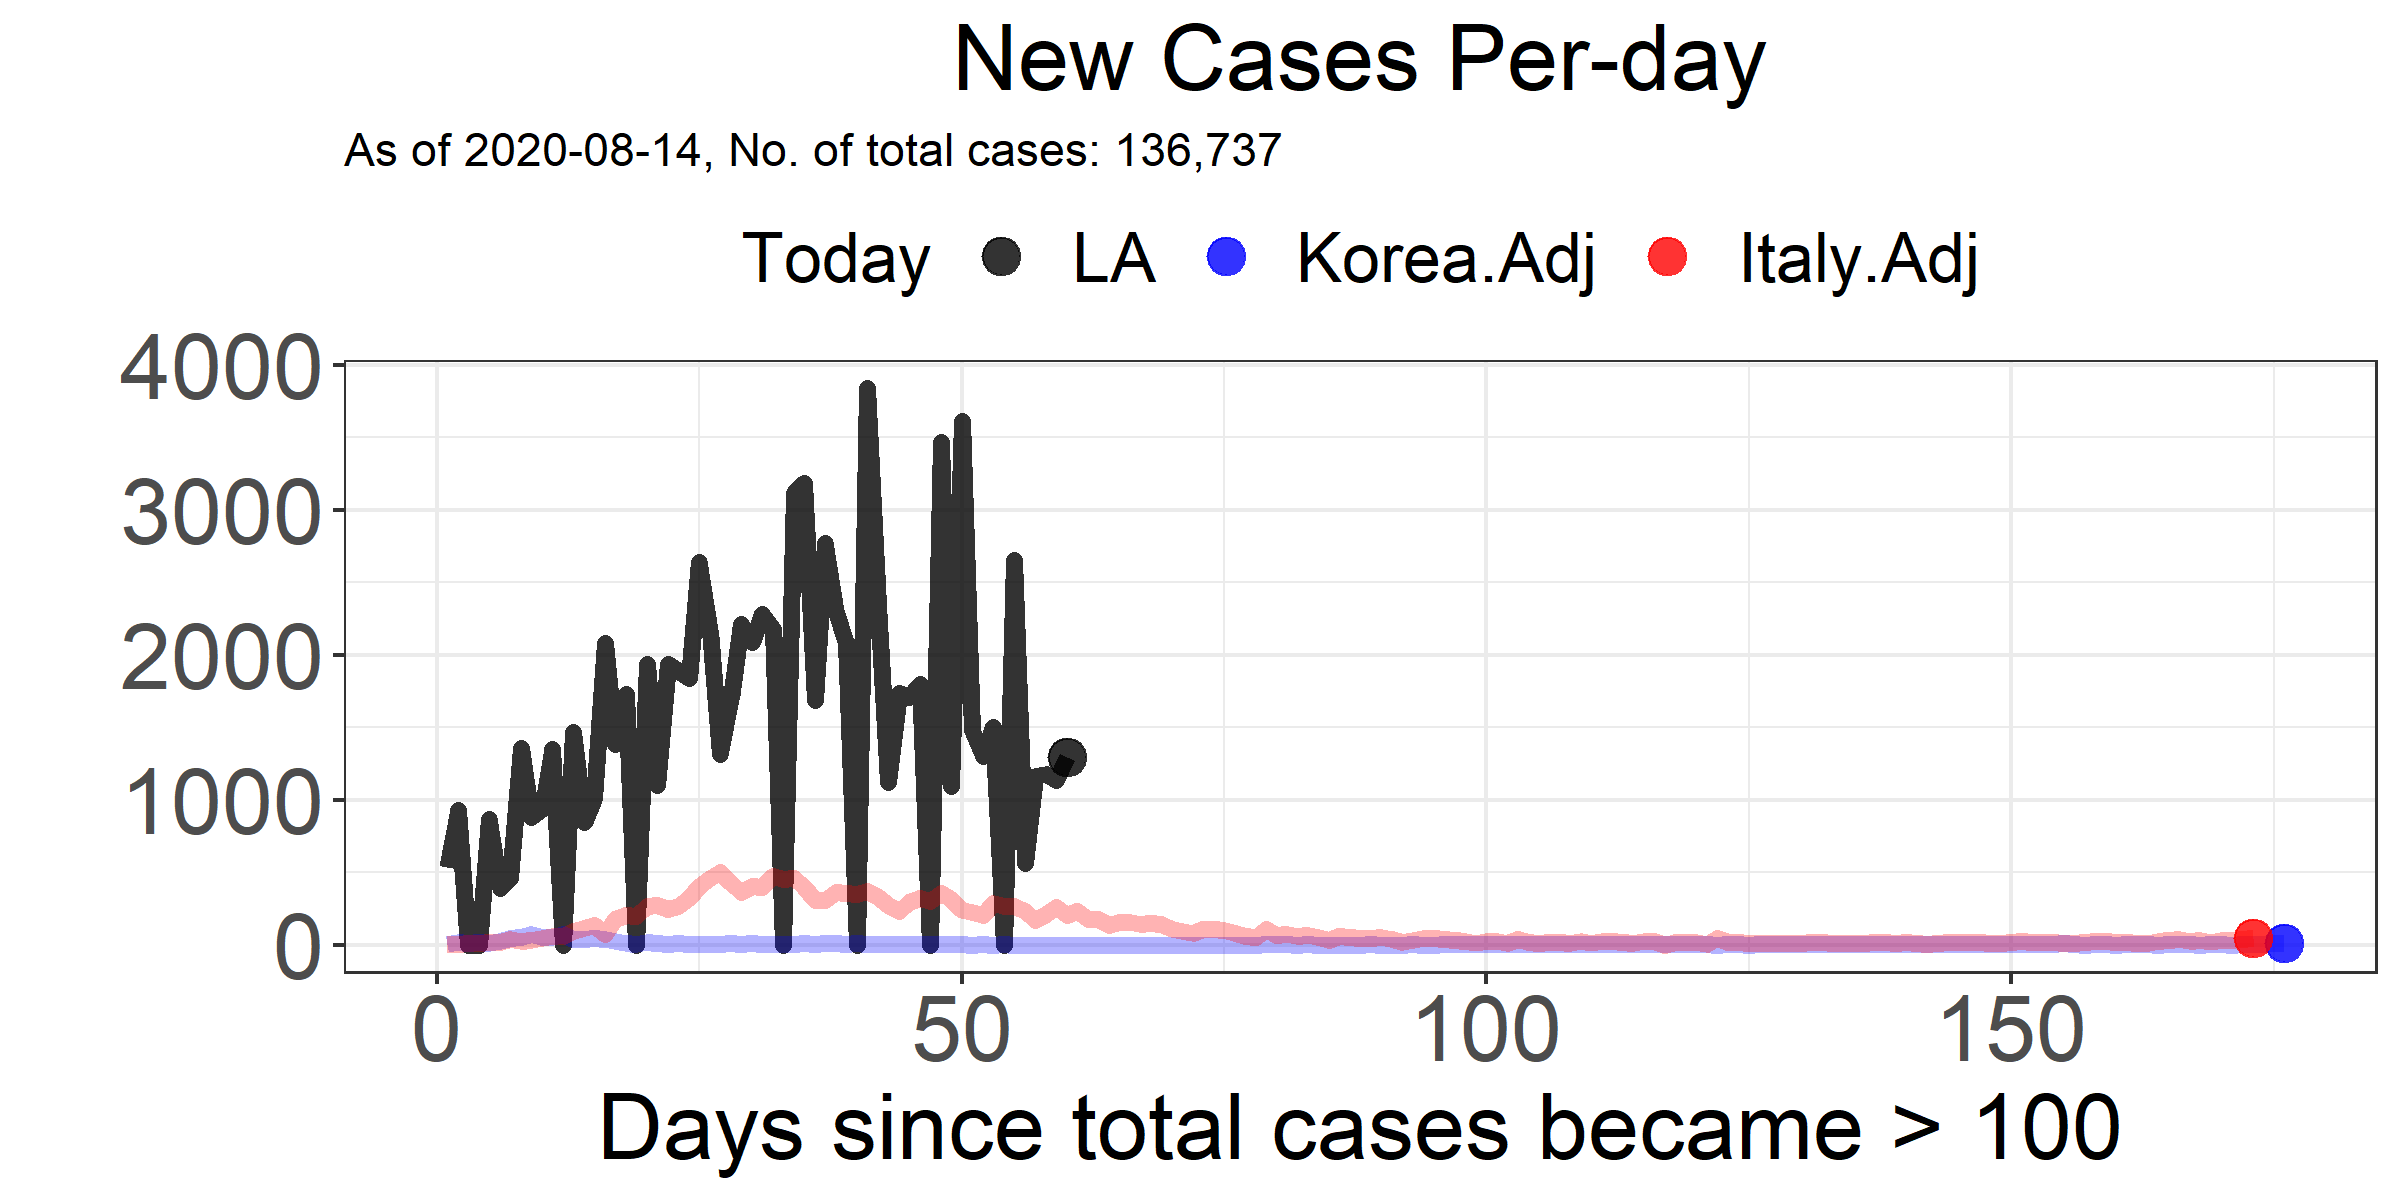 New Cases Per-day
As of 2020-08-14, No. of total cases: 136,737
Today LA Korea.Adj Italy.Adj
4000
3000
2000
1000
0
0 50 100 150
Days since total cases became > 100